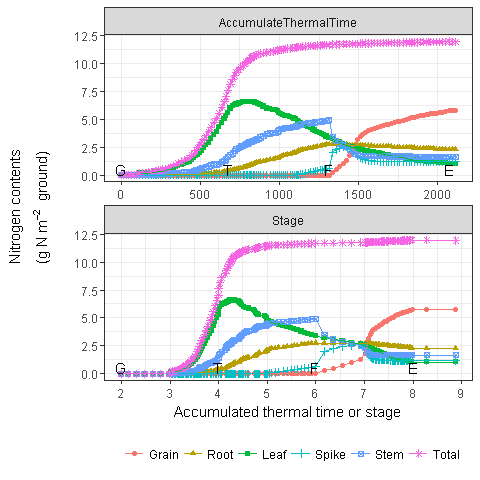 AccumulateThermalTime
12.5
10.0
7.5
5.0
2.5
0.0
G T F E
0 500 1000 1500 2000
Stage
12.5
10.0
7.5
5.0
2.5
0.0
G T F E
2 3 4 5 6 7 8 9
Nitrogen contents
(g N m⁻² ground)
Accumulated thermal time or stage
Grain Root Leaf Spike Stem Total